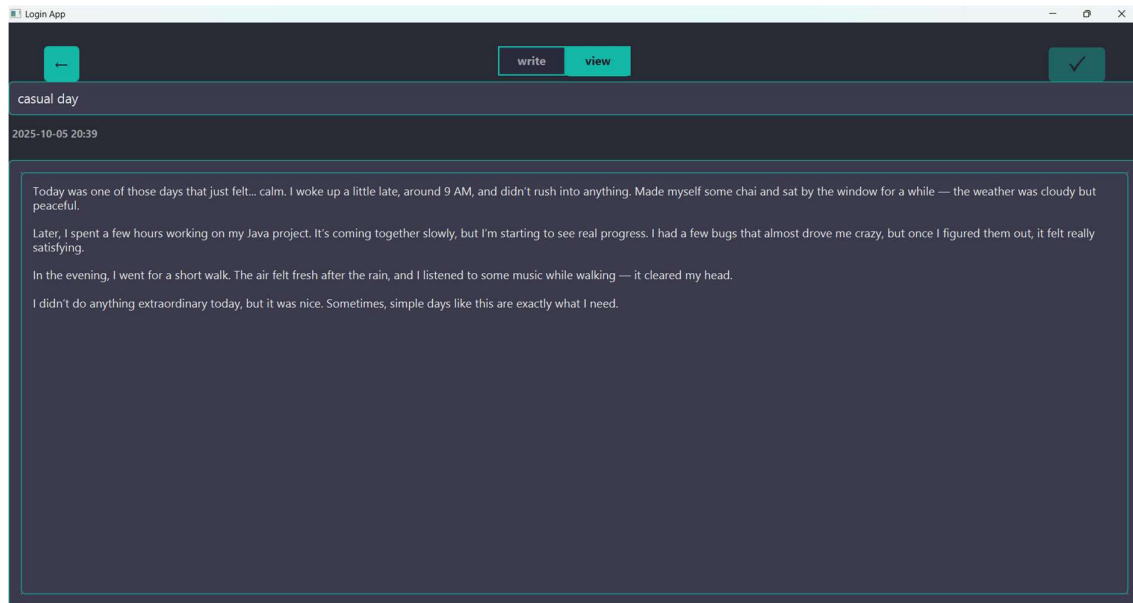 Login App
← write view ✓
casual day
2025-10-05 20:39
Today was one of those days that just felt... calm. I woke up a little late, around 9 AM, and didn't rush into anything. Made myself some chai and sat by the window for a while — the weather was cloudy but
peaceful.
Later, I spent a few hours working on my Java project. It's coming together slowly, but I'm starting to see real progress. I had a few bugs that almost drove me crazy, but once I figured them out, it felt really
satisfying.
In the evening, I went for a short walk. The air felt fresh after the rain, and I listened to some music while walking — it cleared my head.
I didn't do anything extraordinary today, but it was nice. Sometimes, simple days like this are exactly what I need.